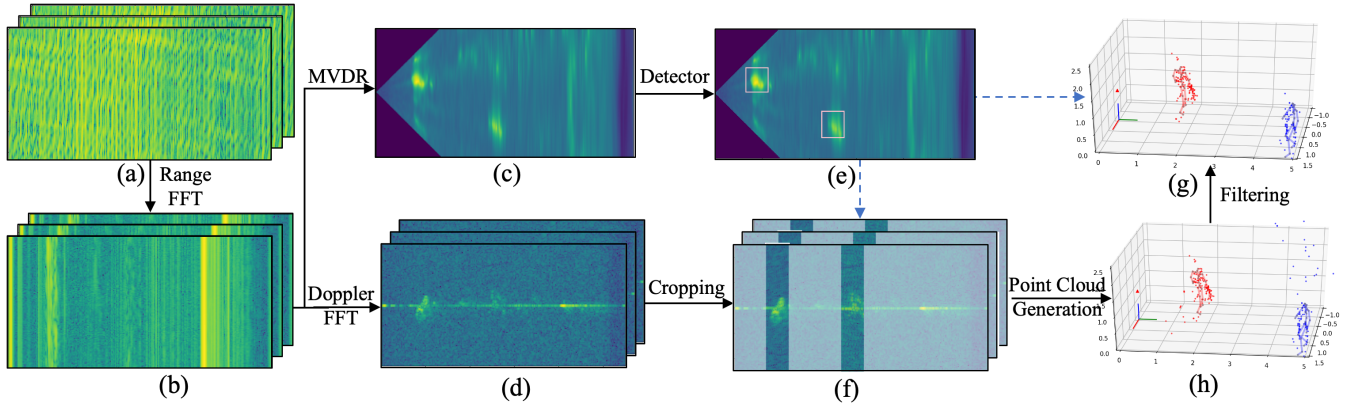 MVDR
Detector
(a)
Range
FFT
(c)
(e)
(g)
2.5
2.0
1.5
1.0
0.5
0.0
0
1
2
3
4
5
−1.0
−0.5
0.0
0.5
1.0
1.5
Filtering
Doppler
FFT
Cropping
Point Cloud
Generation
2.5
2.0
1.5
1.0
0.5
0.0
0
1
2
3
4
5
−1.0
−0.5
0.0
0.5
1.0
1.5
(b)
(d)
(f)
(h)